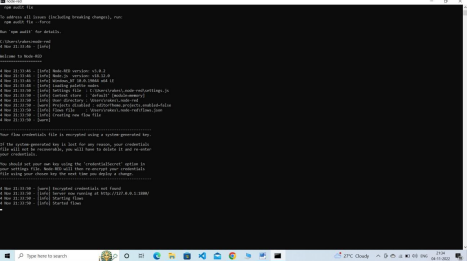 node-red
npm audit fix
To address all issues (including breaking changes), run:
npm audit fix --force
Run `npm audit` for details.
C:\Users\rakes>node-red
4 Nov 21:33:46 - [info]
Welcome to Node-RED
===================
4 Nov 21:33:46 - [info] Node-RED version: v3.0.2
4 Nov 21:33:46 - [info] Node.js version:
4 Nov 21:33:46 - [info] Windows_NT 10.0.19044 x64 LE
4 Nov 21:33:48 - [info] Loading palette nodes
4 Nov 21:33:50 - [info] Settings file : C:\Users\rakes\.node-red\settings.js
4 Nov 21:33:50 - [info] Context store : 'default' [module=memory]
4 Nov 21:33:50 - [info] User directory : \Users\rakes\.node-red
4 Nov 21:33:50 - [warn] Projects disabled : editorTheme.projects.enabled=false
4 Nov 21:33:50 - [info] Flows file : \Users\rakes\.node-red\flows.json
4 Nov 21:33:50 - [info] Creating new flow file
4 Nov 21:33:50 - [warn]
Your flow credentials file is encrypted using a system-generated key.
If the system-generated key is lost for any reason, your credentials
file will not be recoverable, you will have to delete it and re-enter
your credentials.
You should set your own key using the 'credentialSecret' option in
your settings file. Node-RED will then re-encrypt your credentials
file using your chosen key the next time you deploy a change.
4 Nov 21:33:50 - [warn] Encrypted credentials not found
4 Nov 21:33:50 - [info] Server now running at http://127.0.0.1:1880/
4 Nov 21:33:50 - [info] Starting flows
4 Nov 21:33:50 - [info] Started flows
Type here to search
27°C Cloudy
ENG
21:34
04-11-2022